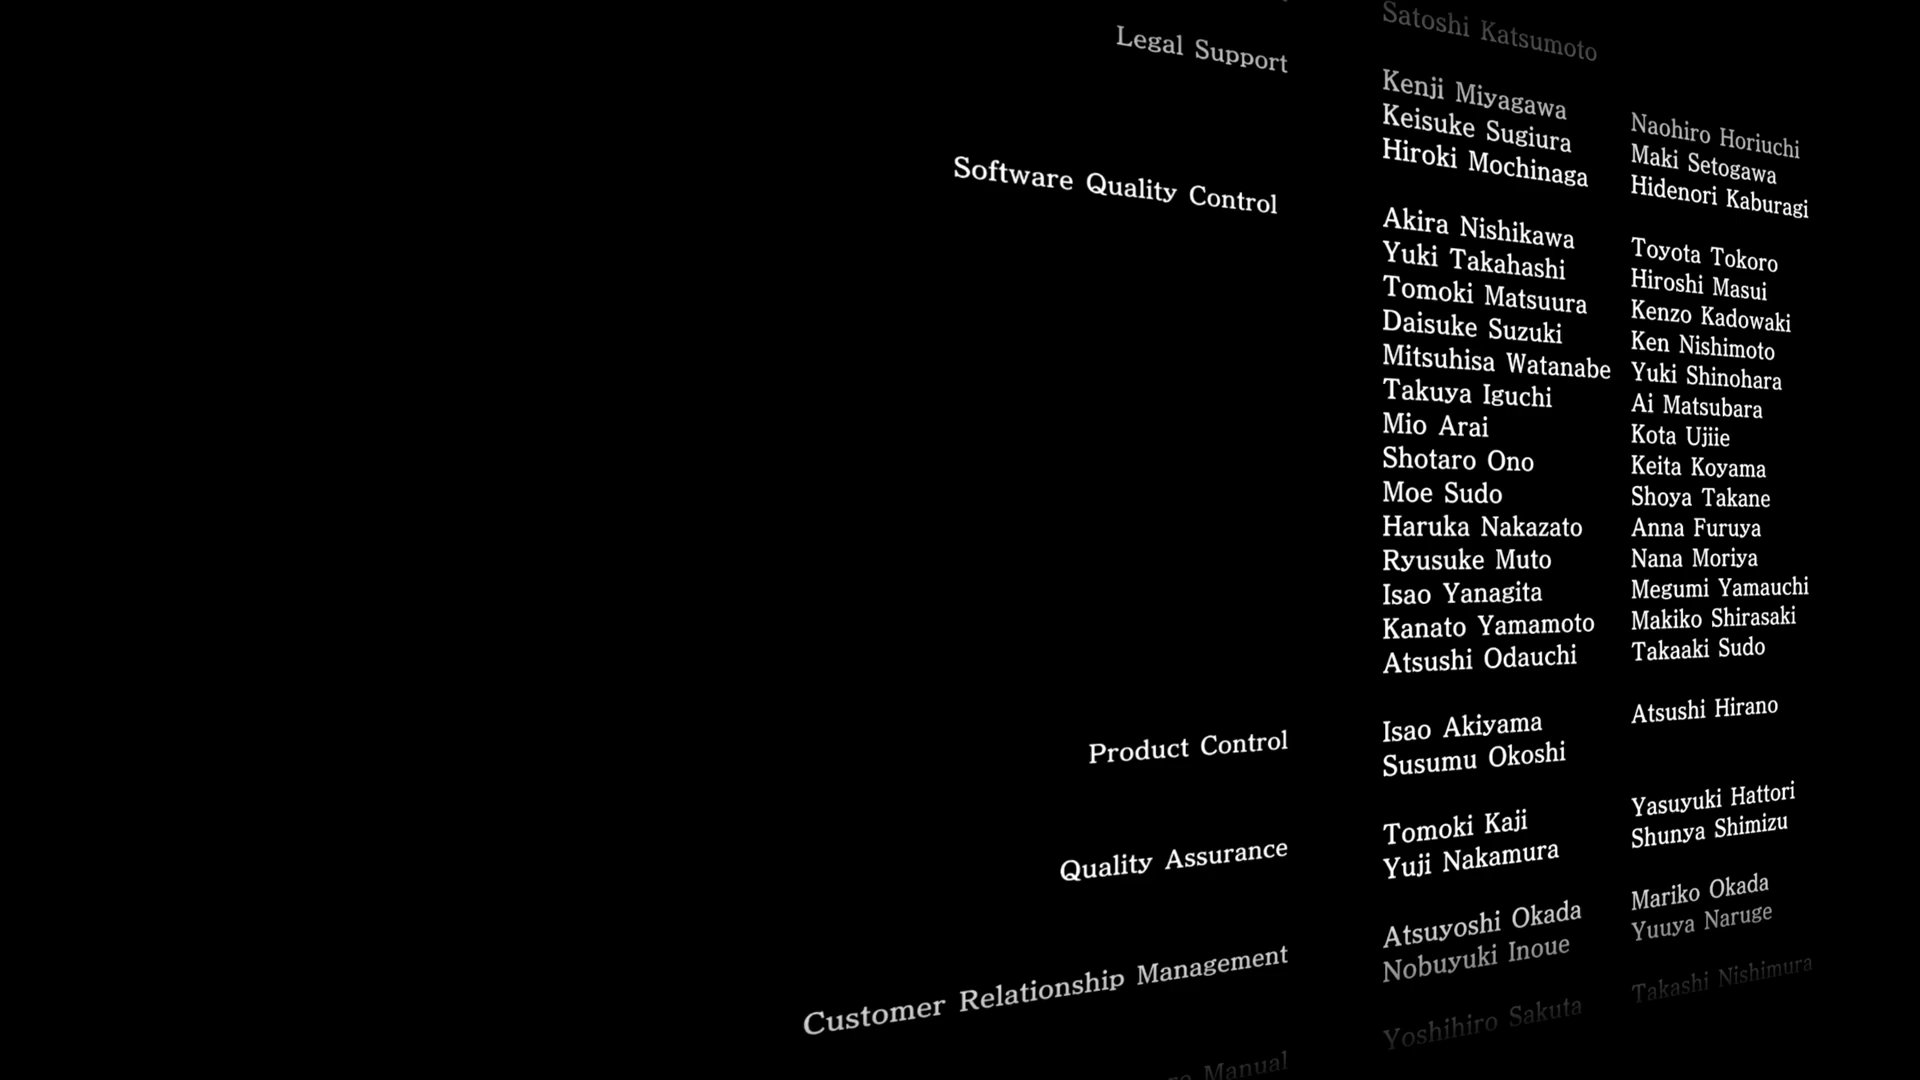 Satoshi Katsumoto
Legal Support Kenji Miyagawa Naohiro Horiuchi
Keisuke Sugiura Maki Setogawa
Hiroki Mochinaga Hidenori Kaburagi
Software Quality Control Akira Nishikawa Toyota Tokoro
Yuki Takahashi Hiroshi Masui
Tomoki Matsuura Kenzo Kadowaki
Daisuke Suzuki Ken Nishimoto
Mitsuhisa Watanabe Yuki Shinohara
Takuya Iguchi Ai Matsubara
Mio Arai Kota Ujiie
Shotaro Ono Keita Koyama
Moe Sudo Shoya Takane
Haruka Nakazato Anna Furuya
Ryusuke Muto Nana Moriya
Isao Yanagita Megumi Yamauchi
Kanato Yamamoto Makiko Shirasaki
Atsushi Odauchi Takaaki Sudo
Product Control Isao Akiyama Atsushi Hirano
Susumu Okoshi
Quality Assurance Tomoki Kaji Yasuyuki Hattori
Yuji Nakamura Shunya Shimizu
Customer Relationship Management Atsuyoshi Okada Mariko Okada
Nobuyuki Inoue Yuuya Naruge
Manual Yoshihiro Sakuta Takashi Nishimura